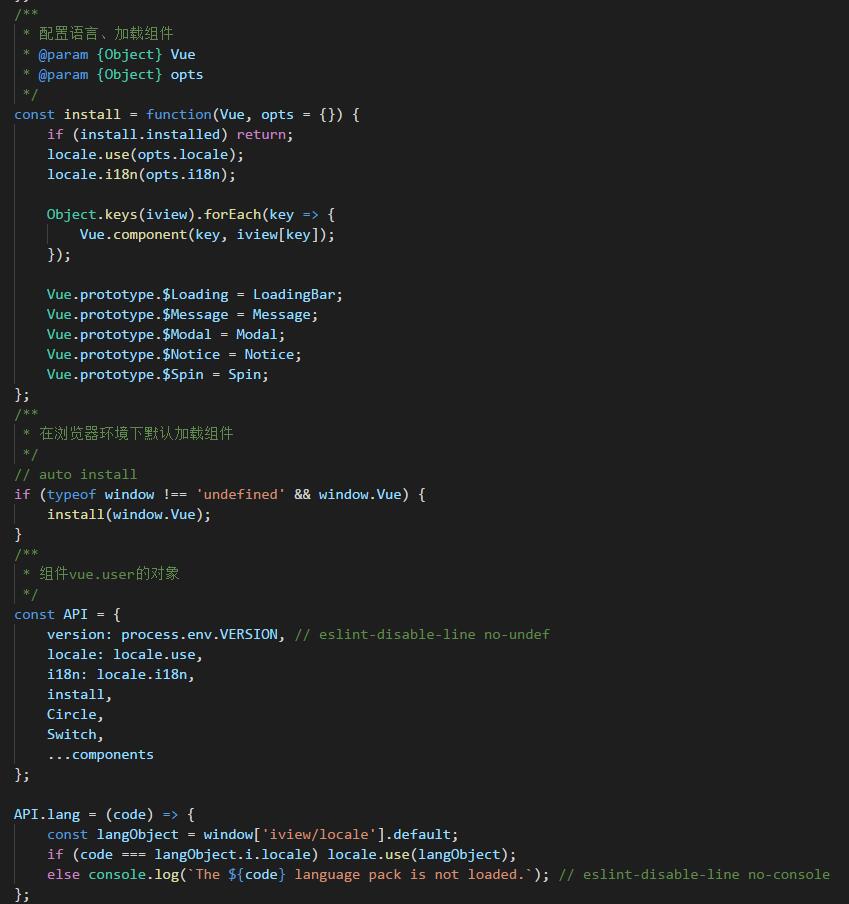 /**
 * 配置语言、加载组件
 * @param {Object} Vue
 * @param {Object} opts
 */
const install = function(Vue, opts = {}) {
    if (install.installed) return;
    locale.use(opts.locale);
    locale.i18n(opts.i18n);

    Object.keys(iview).forEach(key => {
        Vue.component(key, iview[key]);
    });

    Vue.prototype.$Loading = LoadingBar;
    Vue.prototype.$Message = Message;
    Vue.prototype.$Modal = Modal;
    Vue.prototype.$Notice = Notice;
    Vue.prototype.$Spin = Spin;
};
/**
 * 在浏览器环境下默认加载组件
 */
// auto install
if (typeof window !== 'undefined' && window.Vue) {
    install(window.Vue);
}
/**
 * 组件vue.user的对象
 */
const API = {
    version: process.env.VERSION, // eslint-disable-line no-undef
    locale: locale.use,
    i18n: locale.i18n,
    install,
    Circle,
    Switch,
    ...components
};

API.lang = (code) => {
    const langObject = window['iview/locale'].default;
    if (code === langObject.i.locale) locale.use(langObject);
    else console.log(`The ${code} language pack is not loaded.`); // eslint-disable-line no-console
};